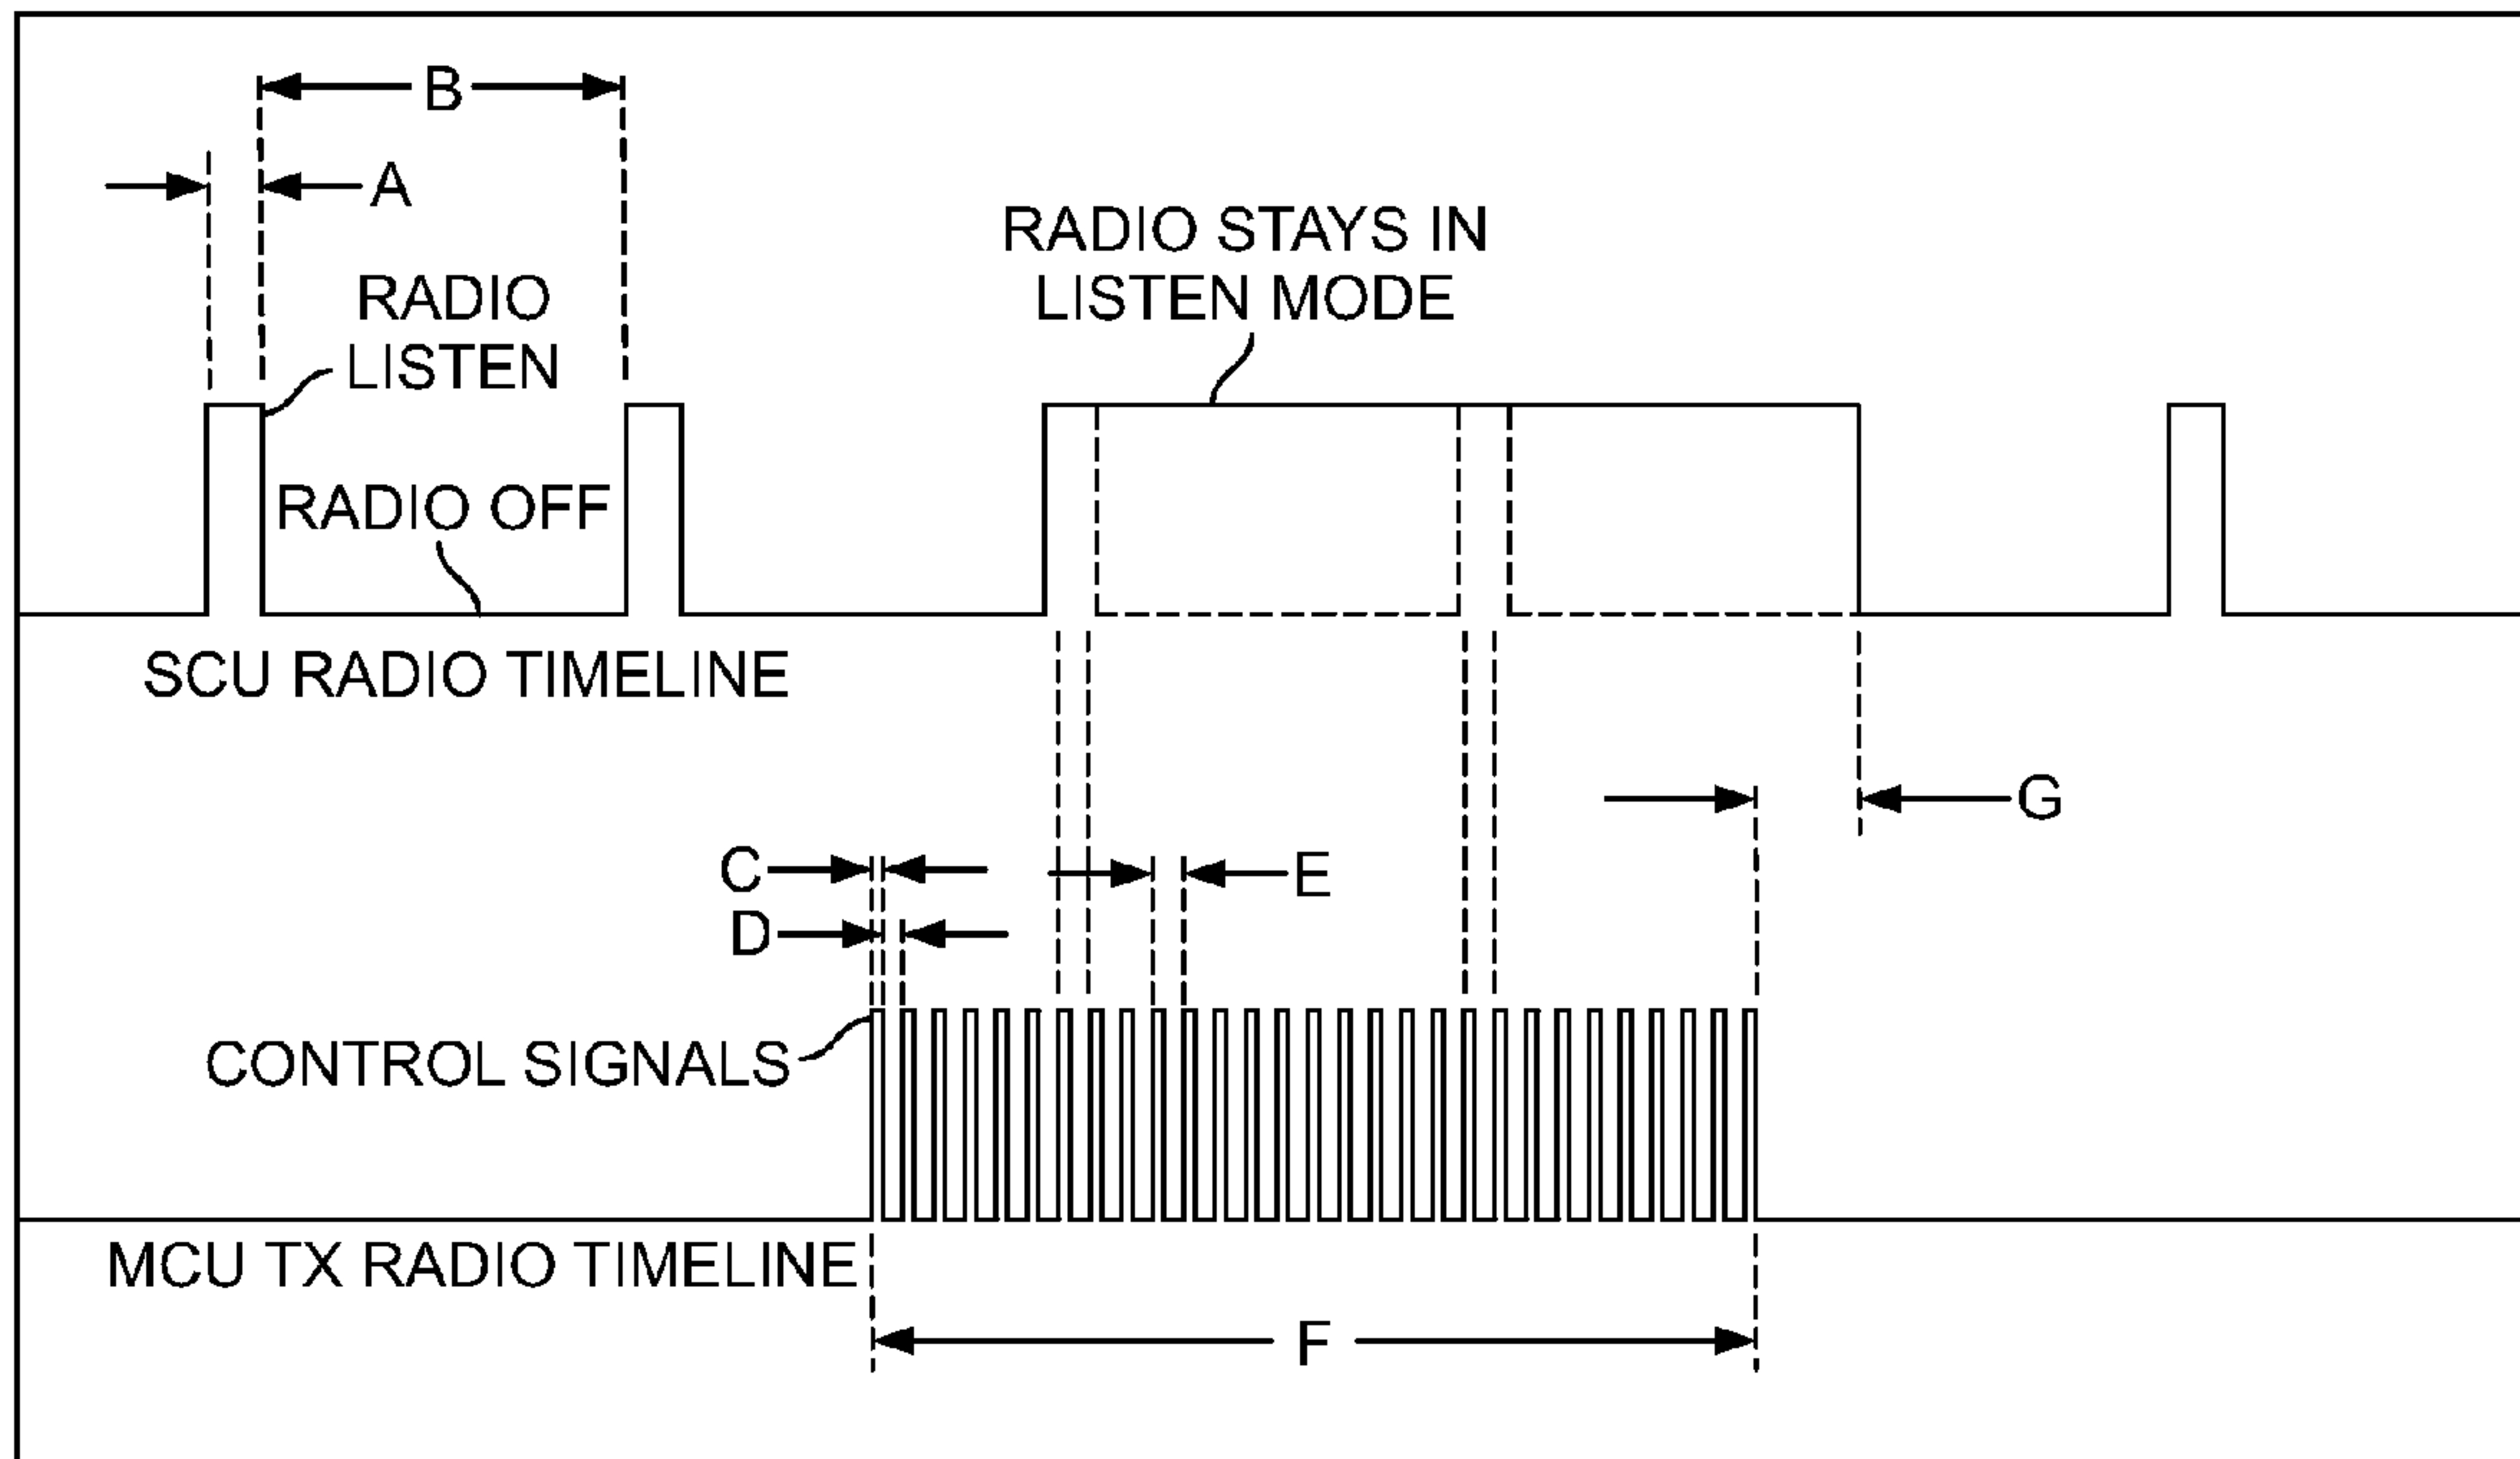 B
A
RADIO STAYS IN
LISTEN MODE
RADIO
LISTEN
RADIO OFF
SCU RADIO TIMELINE
G
C
E
D
CONTROL SIGNALS
MCU TX RADIO TIMELINE
F